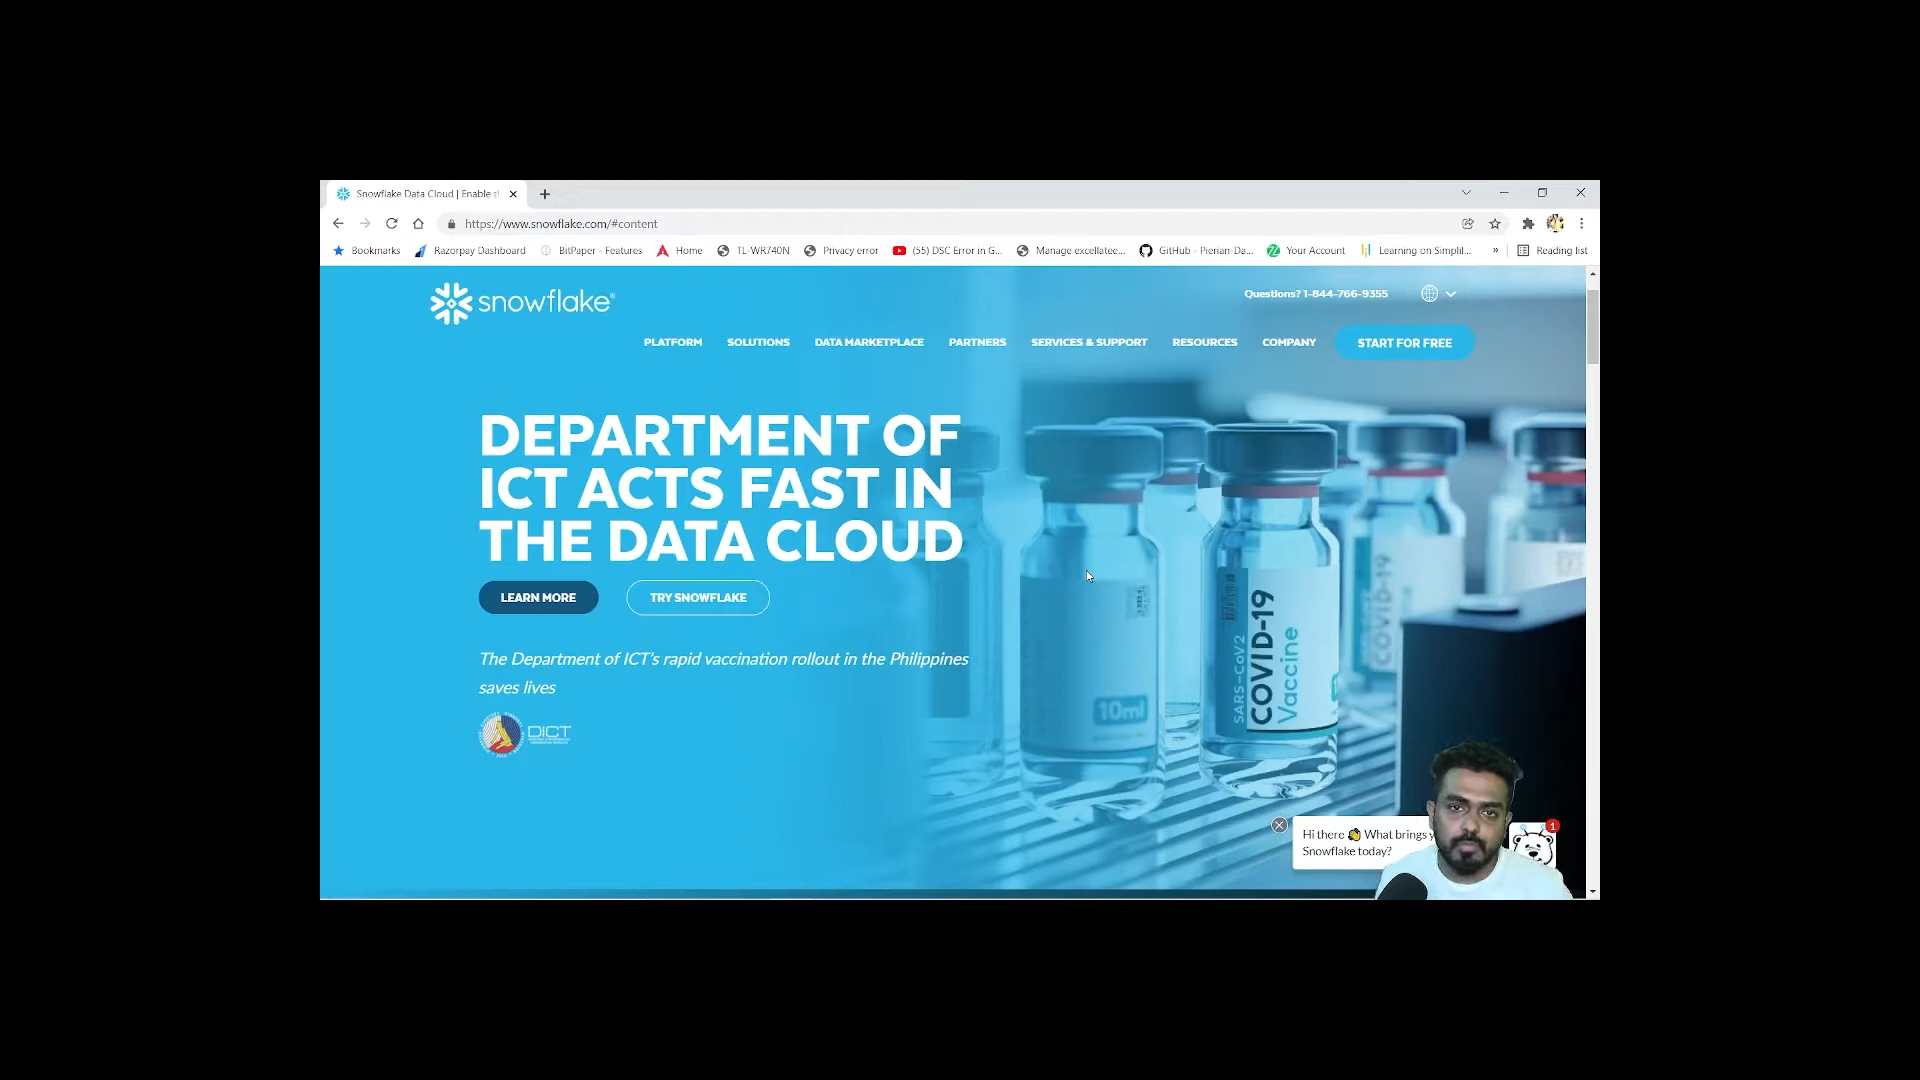 Snowflake Data Cloud | Enable
https://www.snowflake.com/#content
Bookmarks Razorpay Dashboard BitPaper - Features Home TL-WR740N Privacy error (55) DSC Error in G... Manage excellatee... GitHub - Pierian-Da... Your Account Learning on Simplil... » Reading list
snowflake®
Questions? 1-844-766-9355
PLATFORM SOLUTIONS DATA MARKETPLACE PARTNERS SERVICES & SUPPORT RESOURCES COMPANY START FOR FREE
DEPARTMENT OF
ICT ACTS FAST IN
THE DATA CLOUD
LEARN MORE TRY SNOWFLAKE
The Department of ICT's rapid vaccination rollout in the Philippines
saves lives
DICT
10ml
SARS-CoV2
COVID-19
Vaccine
COVID-19
Hi there 👋 What brings
Snowflake today?
1